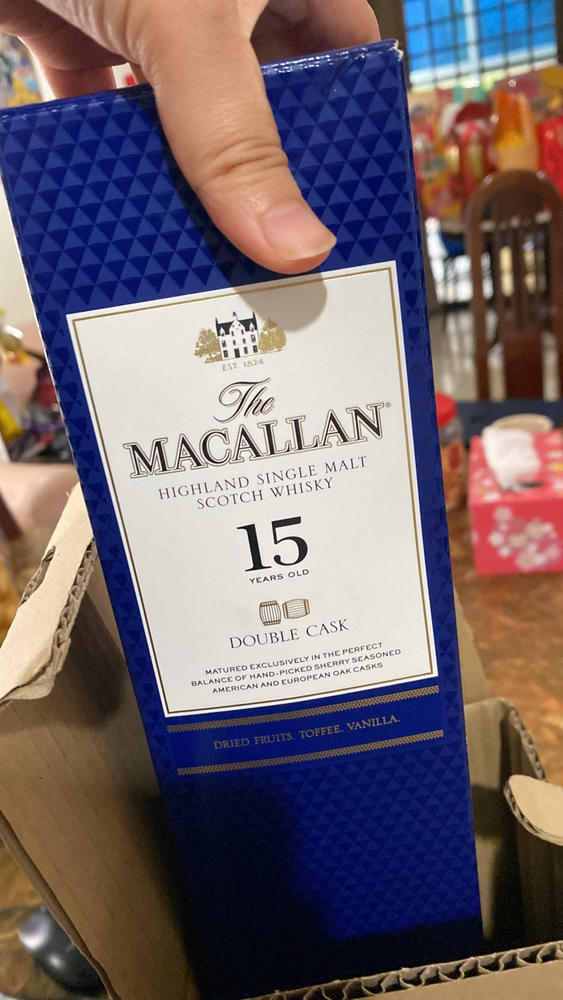 EST 1824
The
MACALLAN®
HIGHLAND SINGLE MALT
SCOTCH WHISKY
15
YEARS OLD
DOUBLE CASK
MATURED EXCLUSIVELY IN THE PERFECT
BALANCE OF HAND-PICKED SHERRY SEASONED
AMERICAN AND EUROPEAN OAK CASKS
DRIED FRUITS. TOFFEE. VANILLA.